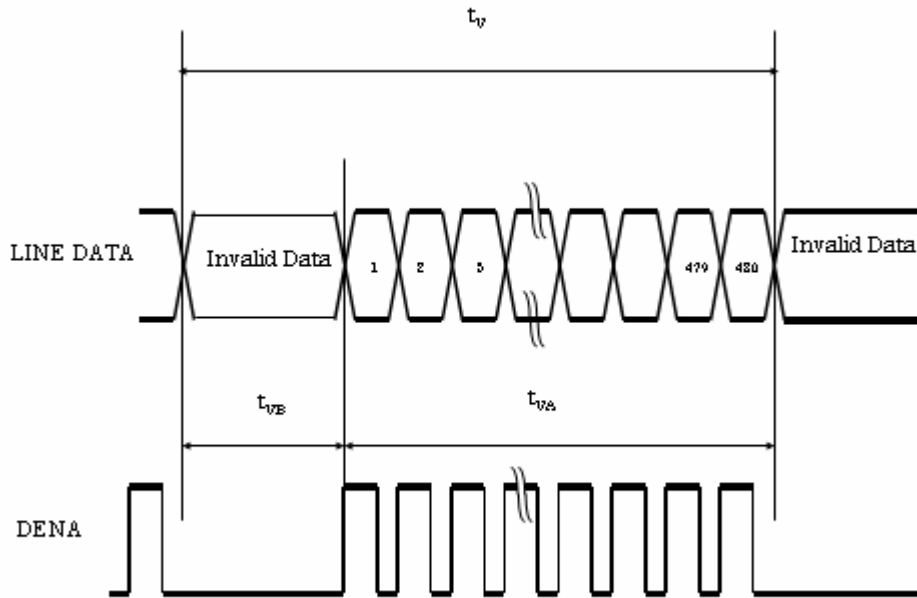 tV
LINE DATA
Invalid Data
1
2
3
479
480
Invalid Data
tVB
tVA
DENA